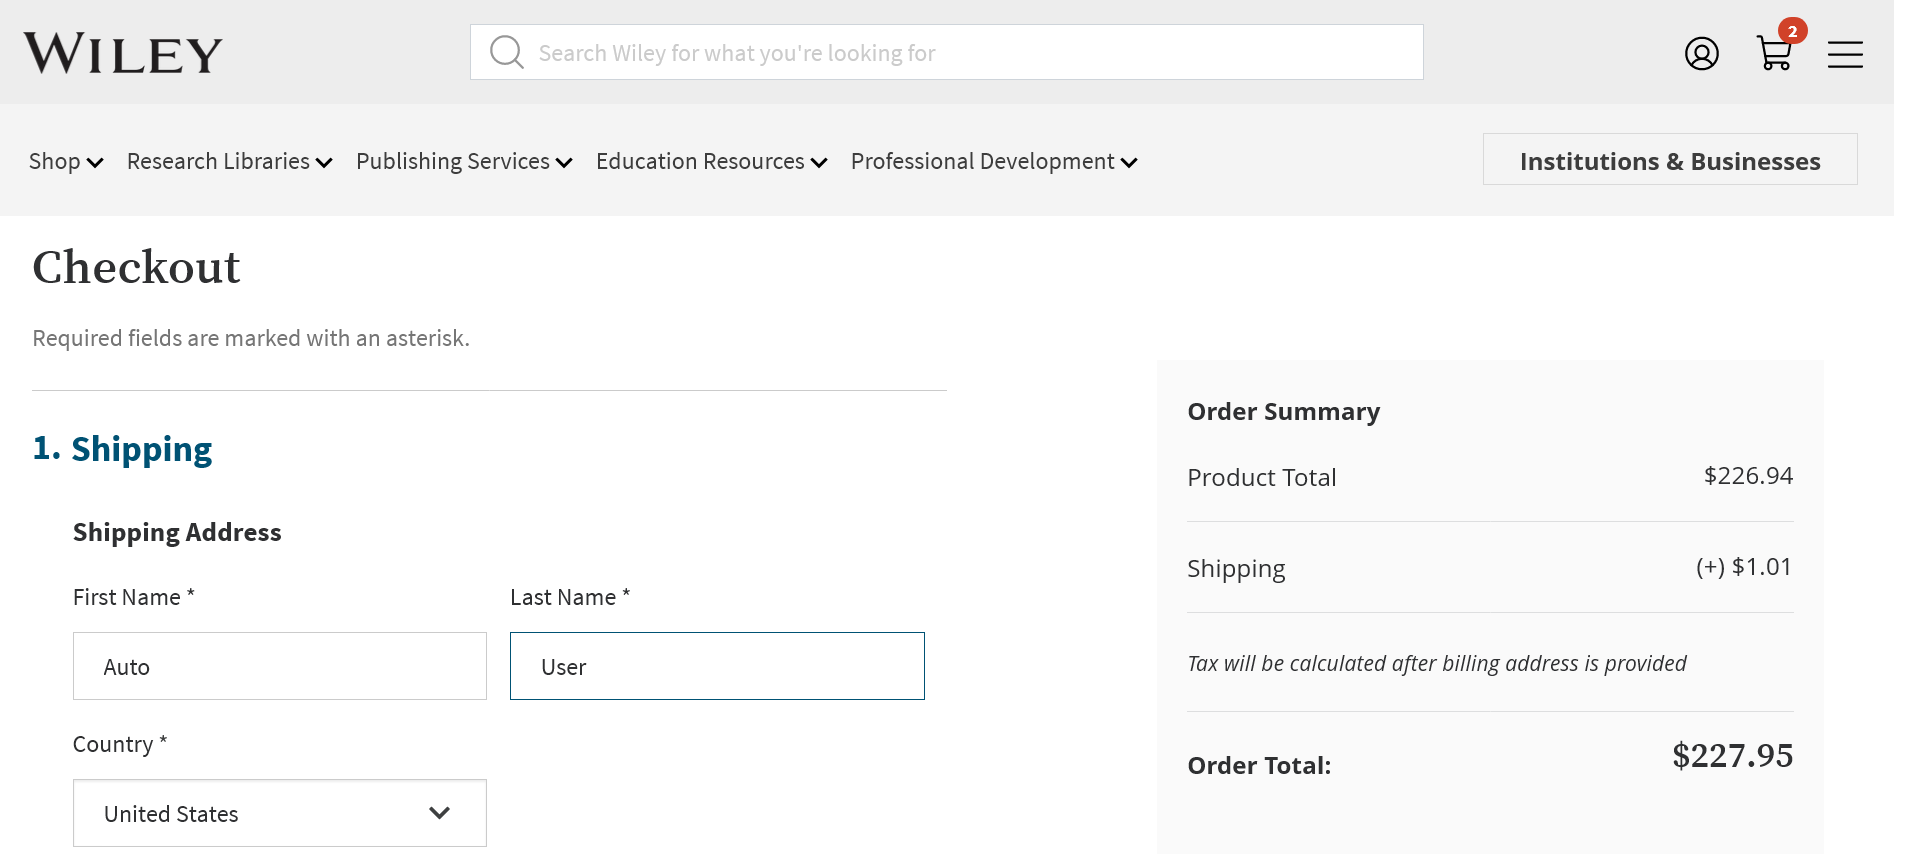 WILEY
Search Wiley for what you're looking for
2
Shop
Research Libraries
Publishing Services
Education Resources
Professional Development
Institutions & Businesses
Checkout
Required fields are marked with an asterisk.
1. Shipping
Shipping Address
First Name *
Last Name *
Auto
User
Country *
United States
Order Summary
Product Total $226.94
Shipping (+) $1.01
Tax will be calculated after billing address is provided
Order Total: $227.95